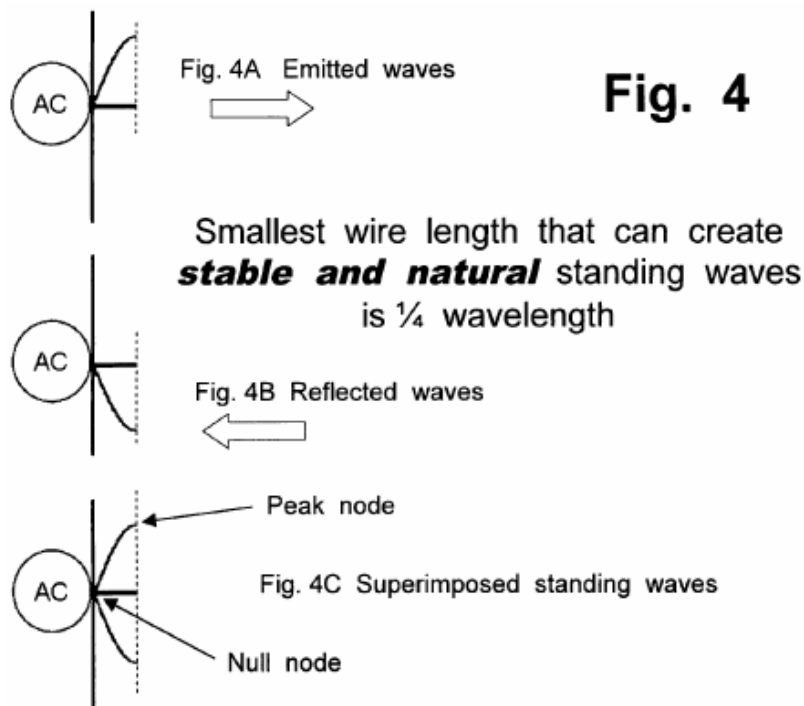 AC
Fig. 4A Emitted waves
Fig. 4
Smallest wire length that can create
stable and natural standing waves
is ¼ wavelength
AC
Fig. 4B Reflected waves
Peak node
AC
Fig. 4C Superimposed standing waves
Null node